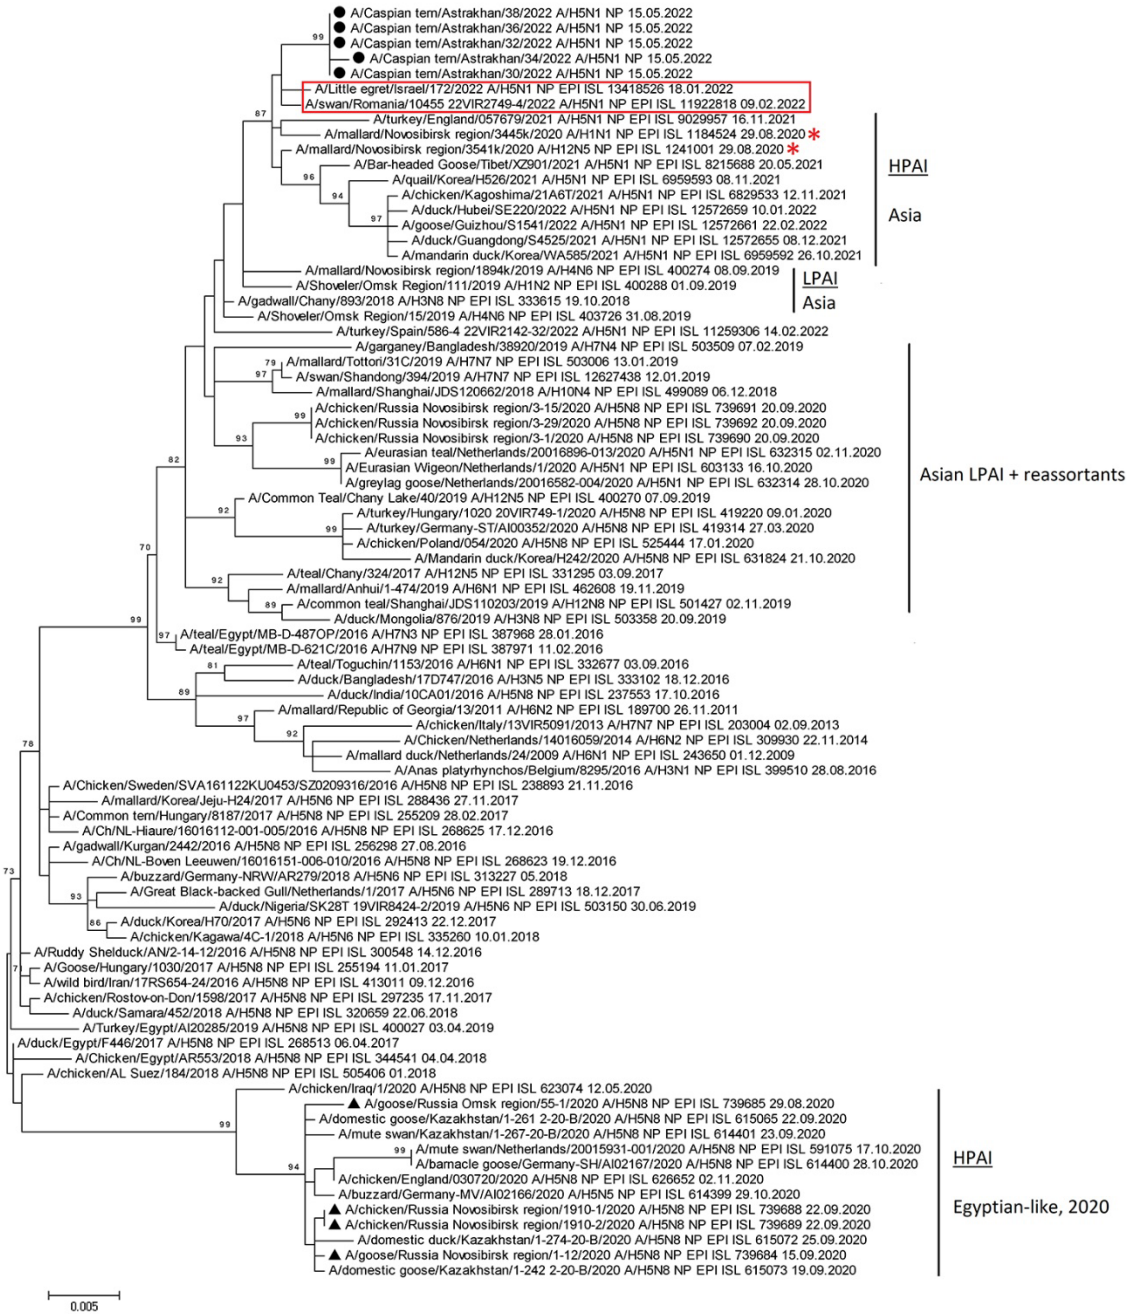 A/Caspian tern/Astrakhan/38/2022 A/H5N1 NP 15.05.2022
A/Caspian tern/Astrakhan/36/2022 A/H5N1 NP 15.05.2022
99
A/Caspian tern/Astrakhan/32/2022 A/H5N1 NP 15.05.2022
A/Caspian tern/Astrakhan/34/2022 A/H5N1 NP 15.05.2022
A/Caspian tern/Astrakhan/30/2022 A/H5N1 NP 15.05.2022
A/Little egret/Israel/172/2022 A/H5N1 NP EPI ISL 13418526 18.01.2022
A/swan/Romania/10455 22VIR2749-4/2022 A/H5N1 NP EPI ISL 11922818 09.02.2022
87
A/turkey/England/057679/2021 A/H5N1 NP EPI ISL 9029957 16.11.2021
A/mallard/Novosibirsk region/3445k/2020 A/H1N1 NP EPI ISL 1184524 29.08.2020 *
A/mallard/Novosibirsk region/3541k/2020 A/H12N5 NP EPI ISL 1241001 29.08.2020 *
A/Bar-headed Goose/Tibet/XZ901/2021 A/H5N1 NP EPI ISL 8215688 20.05.2021
HPAI
96
A/quail/Korea/H526/2021 A/H5N1 NP EPI ISL 6959593 08.11.2021
94
A/chicken/Kagoshima/21A6T/2021 A/H5N1 NP EPI ISL 6829533 12.11.2021
A/duck/Hubei/SE220/2022 A/H5N1 NP EPI ISL 12572659 10.01.2022
Asia
97
A/goose/Guizhou/S1541/2022 A/H5N1 NP EPI ISL 12572661 22.02.2022
A/duck/Guangdong/S4525/2021 A/H5N1 NP EPI ISL 12572655 08.12.2021
A/mandarin duck/Korea/WA585/2021 A/H5N1 NP EPI ISL 6959592 26.10.2021
A/mallard/Novosibirsk region/1894k/2019 A/H4N6 NP EPI ISL 400274 08.09.2019
LPAI
A/Shoveler/Omsk Region/111/2019 A/H1N2 NP EPI ISL 400288 01.09.2019
Asia
A/gadwall/Chany/893/2018 A/H3N8 NP EPI ISL 333615 19.10.2018
A/Shoveler/Omsk Region/15/2019 A/H4N6 NP EPI ISL 403726 31.08.2019
A/turkey/Spain/586-4 22VIR2142-32/2022 A/H5N1 NP EPI ISL 11259306 14.02.2022
A/garganey/Bangladesh/38920/2019 A/H7N4 NP EPI ISL 503509 07.02.2019
79
A/mallard/Tottori/31C/2019 A/H7N7 NP EPI ISL 503006 13.01.2019
97
A/swan/Shandong/394/2019 A/H7N7 NP EPI ISL 12627438 12.01.2019
A/mallard/Shanghai/JDS120662/2018 A/H10N4 NP EPI ISL 499089 06.12.2018
A/chicken/Russia Novosibirsk region/3-15/2020 A/H5N8 NP EPI ISL 739691 20.09.2020
99
A/chicken/Russia Novosibirsk region/3-29/2020 A/H5N8 NP EPI ISL 739692 20.09.2020
93
A/chicken/Russia Novosibirsk region/3-1/2020 A/H5N8 NP EPI ISL 739690 20.09.2020
A/eurasian teal/Netherlands/20016896-013/2020 A/H5N1 NP EPI ISL 632315 02.11.2020
99
A/Eurasian Wigeon/Netherlands/1/2020 A/H5N1 NP EPI ISL 603133 16.10.2020
82
A/greylag goose/Netherlands/20016582-004/2020 A/H5N1 NP EPI ISL 632314 28.10.2020
Asian LPAI + reassortants
A/Common Teal/Chany Lake/40/2019 A/H12N5 NP EPI ISL 400270 07.09.2019
92
A/turkey/Hungary/1020 20VIR749-1/2020 A/H5N8 NP EPI ISL 419220 09.01.2020
99
A/turkey/Germany-ST/AI00352/2020 A/H5N8 NP EPI ISL 419314 27.03.2020
A/chicken/Poland/054/2020 A/H5N8 NP EPI ISL 525444 17.01.2020
70
A/Mandarin duck/Korea/H242/2020 A/H5N8 NP EPI ISL 631824 21.10.2020
A/teal/Chany/324/2017 A/H12N5 NP EPI ISL 331295 03.09.2017
92
A/mallard/Anhui/1-474/2019 A/H6N1 NP EPI ISL 462608 19.11.2019
89
A/common teal/Shanghai/JDS110203/2019 A/H12N8 NP EPI ISL 501427 02.11.2019
A/duck/Mongolia/876/2019 A/H3N8 NP EPI ISL 503358 20.09.2019
99
97
A/teal/Egypt/MB-D-487OP/2016 A/H7N3 NP EPI ISL 387968 28.01.2016
A/teal/Egypt/MB-D-621C/2016 A/H7N9 NP EPI ISL 387971 11.02.2016
81
A/teal/Toguchin/1153/2016 A/H6N1 NP EPI ISL 332677 03.09.2016
A/duck/Bangladesh/17D747/2016 A/H3N5 NP EPI ISL 333102 18.12.2016
89
A/duck/India/10CA01/2016 A/H5N8 NP EPI ISL 237553 17.10.2016
97
A/mallard/Republic of Georgia/13/2011 A/H6N2 NP EPI ISL 189700 26.11.2011
A/chicken/Italy/13VIR5091/2013 A/H7N7 NP EPI ISL 203004 02.09.2013
92
A/Chicken/Netherlands/14016059/2014 A/H6N2 NP EPI ISL 309930 22.11.2014
78
A/mallard duck/Netherlands/24/2009 A/H6N1 NP EPI ISL 243650 01.12.2009
A/Anas platyrhynchos/Belgium/8295/2016 A/H3N1 NP EPI ISL 399510 28.08.2016
A/Chicken/Sweden/SVA161122KU0453/SZ0209316/2016 A/H5N8 NP EPI ISL 238893 21.11.2016
A/mallard/Korea/Jeju-H24/2017 A/H5N6 NP EPI ISL 288436 27.11.2017
A/Common tern/Hungary/8187/2017 A/H5N8 NP EPI ISL 255209 28.02.2017
A/Ch/NL-Hiaure/16016112-001-005/2016 A/H5N8 NP EPI ISL 268625 17.12.2016
A/gadwall/Kurgan/2442/2016 A/H5N8 NP EPI ISL 256298 27.08.2016
A/Ch/NL-Boven Leeuwen/16016151-006-010/2016 A/H5N8 NP EPI ISL 268623 19.12.2016
73
A/buzzard/Germany-NRW/AR279/2018 A/H5N6 NP EPI ISL 313227 05.2018
93
A/Great Black-backed Gull/Netherlands/1/2017 A/H5N6 NP EPI ISL 289713 18.12.2017
A/duck/Nigeria/SK28T 19VIR8424-2/2019 A/H5N6 NP EPI ISL 503150 30.06.2019
86
A/duck/Korea/H70/2017 A/H5N6 NP EPI ISL 292413 22.12.2017
A/chicken/Kagawa/4C-1/2018 A/H5N6 NP EPI ISL 335260 10.01.2018
A/Ruddy Shelduck/AN/2-14-12/2016 A/H5N8 NP EPI ISL 300548 14.12.2016
A/Goose/Hungary/1030/2017 A/H5N8 NP EPI ISL 255194 11.01.2017
A/wild bird/Iran/17RS654-24/2016 A/H5N8 NP EPI ISL 413011 09.12.2016
A/chicken/Rostov-on-Don/1598/2017 A/H5N8 NP EPI ISL 297235 17.11.2017
A/duck/Samara/452/2018 A/H5N8 NP EPI ISL 320659 22.06.2018
A/Turkey/Egypt/AI20285/2019 A/H5N8 NP EPI ISL 400027 03.04.2019
A/duck/Egypt/F446/2017 A/H5N8 NP EPI ISL 268513 06.04.2017
A/Chicken/Egypt/AR553/2018 A/H5N8 NP EPI ISL 344541 04.04.2018
A/chicken/AL Suez/184/2018 A/H5N8 NP EPI ISL 505406 01.2018
A/chicken/Iraq/1/2020 A/H5N8 NP EPI ISL 623074 12.05.2020
A/goose/Russia Omsk region/55-1/2020 A/H5N8 NP EPI ISL 739685 29.08.2020
99
A/domestic goose/Kazakhstan/1-261 2-20-B/2020 A/H5N8 NP EPI ISL 615065 22.09.2020
A/mute swan/Kazakhstan/1-267-20-B/2020 A/H5N8 NP EPI ISL 614401 23.09.2020
99
A/mute swan/Netherlands/20015931-001/2020 A/H5N8 NP EPI ISL 591075 17.10.2020
HPAI
A/barnacle goose/Germany-SH/AI02167/2020 A/H5N8 NP EPI ISL 614400 28.10.2020
94
A/chicken/England/030720/2020 A/H5N8 NP EPI ISL 626652 02.11.2020
A/buzzard/Germany-MV/AI02166/2020 A/H5N5 NP EPI ISL 614399 29.10.2020
Egyptian-like, 2020
A/chicken/Russia Novosibirsk region/1910-1/2020 A/H5N8 NP EPI ISL 739688 22.09.2020
A/chicken/Russia Novosibirsk region/1910-2/2020 A/H5N8 NP EPI ISL 739689 22.09.2020
A/domestic duck/Kazakhstan/1-274-20-B/2020 A/H5N8 NP EPI ISL 615072 25.09.2020
A/goose/Russia Novosibirsk region/1-12/2020 A/H5N8 NP EPI ISL 739684 15.09.2020
A/domestic goose/Kazakhstan/1-242 2-20-B/2020 A/H5N8 NP EPI ISL 615073 19.09.2020
0.005